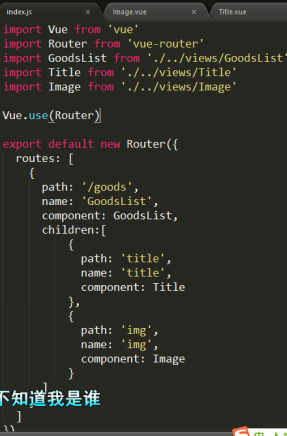 index.js × Image.vue × Title.vue
import Vue from 'vue'
import Router from 'vue-router'
import GoodsList from './../views/GoodsList'
import Title from './../views/Title'
import Image from './../views/Image'
Vue.use(Router)
export default new Router({
routes: [
{
path: '/goods',
name: 'GoodsList',
component: GoodsList,
children:[
{
path: 'title',
name: 'title',
component: Title
},
{
path: 'img',
name: 'img',
component: Image
}
]
不知道我是谁
]
})